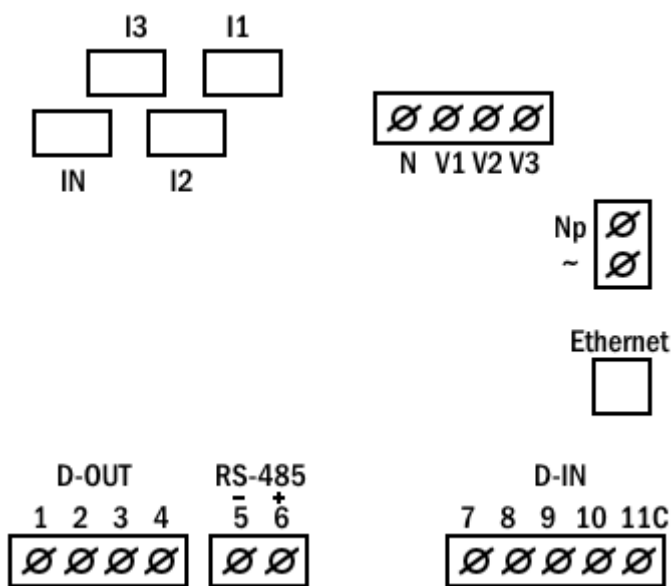 I3 I1
IN I2
N V1 V2 V3
Np
~
Ethernet
D-OUT RS-485 D-IN
- +
1 2 3 4 5 6 7 8 9 10 11C